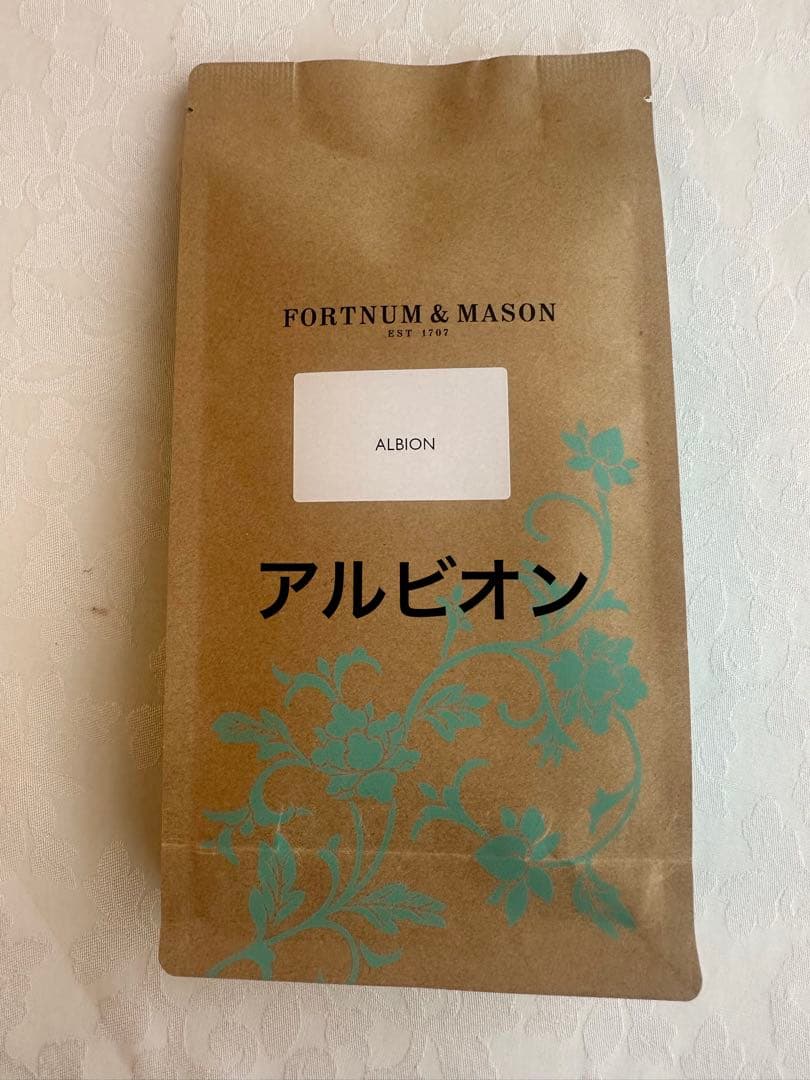 FORTNUM & MASON
EST 1707
ALBION
アルビオン